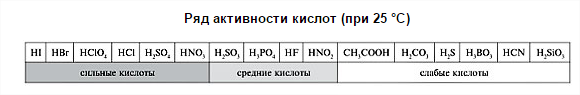 Ряд активности кислот (при 25 °C)
HI HBr HClO₄ HCl H₂SO₄ HNO₃ H₂SO₃ H₃PO₄ HF HNO₂ CH₃COOH H₂CO₃ H₂S H₃BO₃ HCN H₂SiO₃
сильные кислоты средние кислоты слабые кислоты